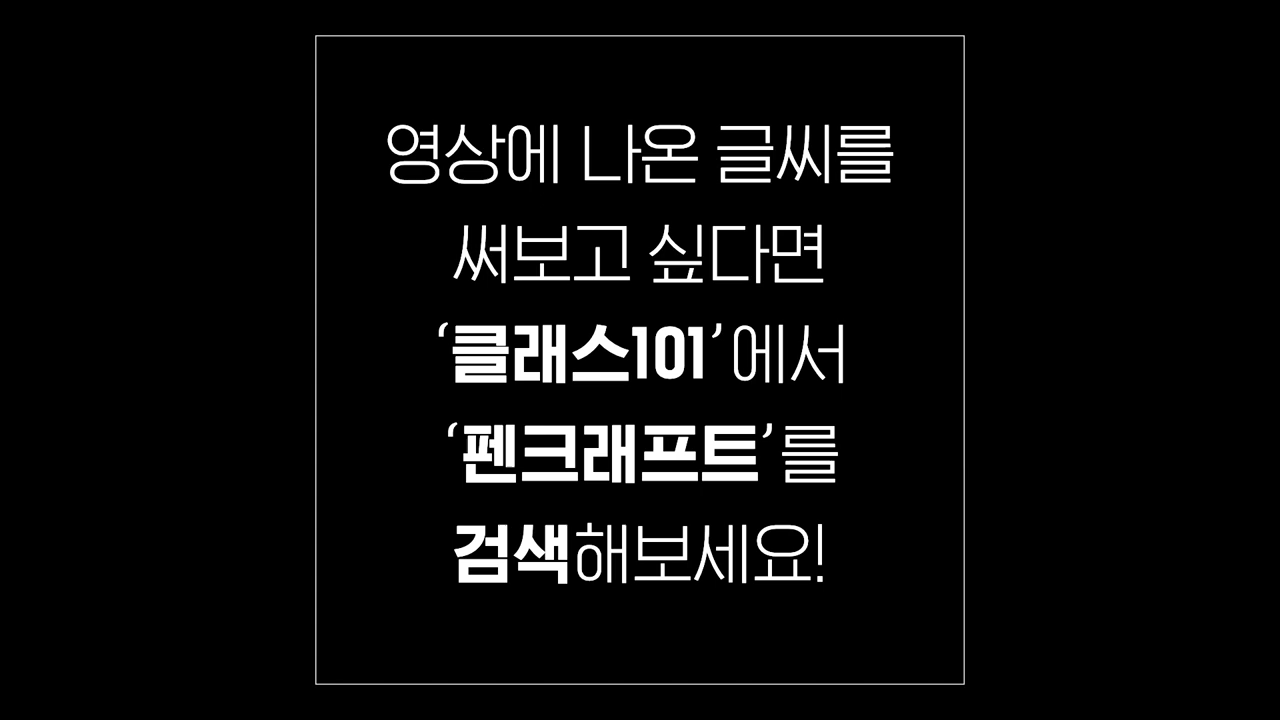 영상에 나온 글씨를
써보고 싶다면
‘클래스101’에서
‘펜크래프트’를
검색해보세요!